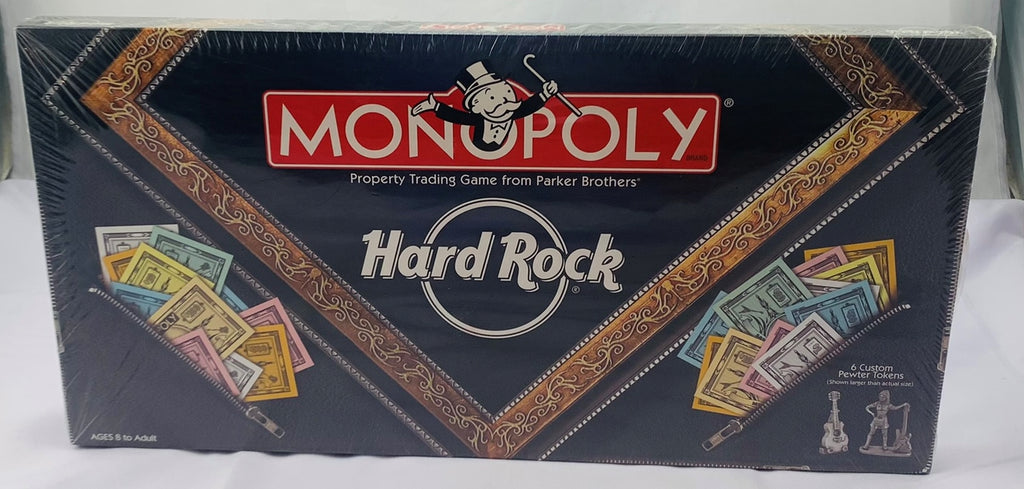 MONOPOLY®
BRAND
Property Trading Game from Parker Brothers®
Hard Rock®
6 Custom
Pewter Tokens
(Shown larger than actual size)
AGES 8 to Adult